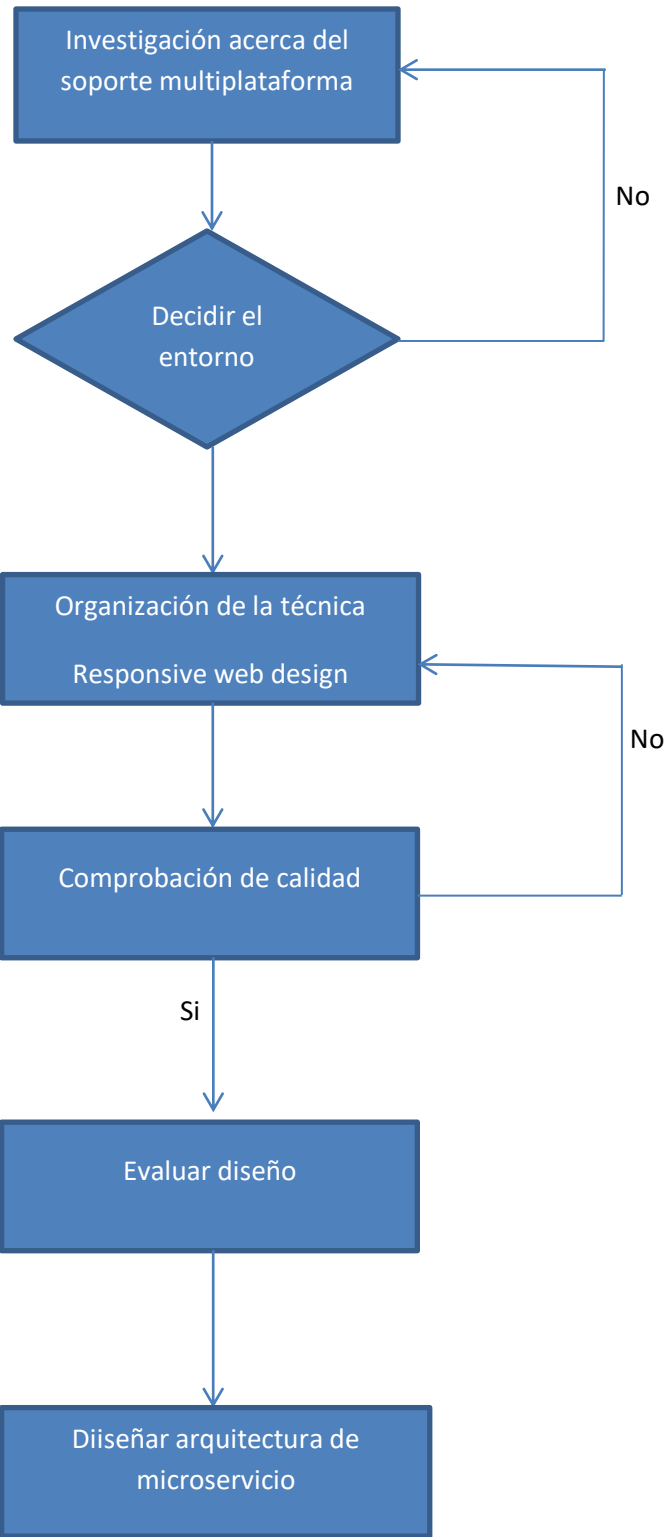 Investigación acerca del
soporte multiplataforma
No
Decidir el
entorno
Organización de la técnica
Responsive web design
No
Comprobación de calidad
Si
Evaluar diseño
Diiseñar arquitectura de
microservicio